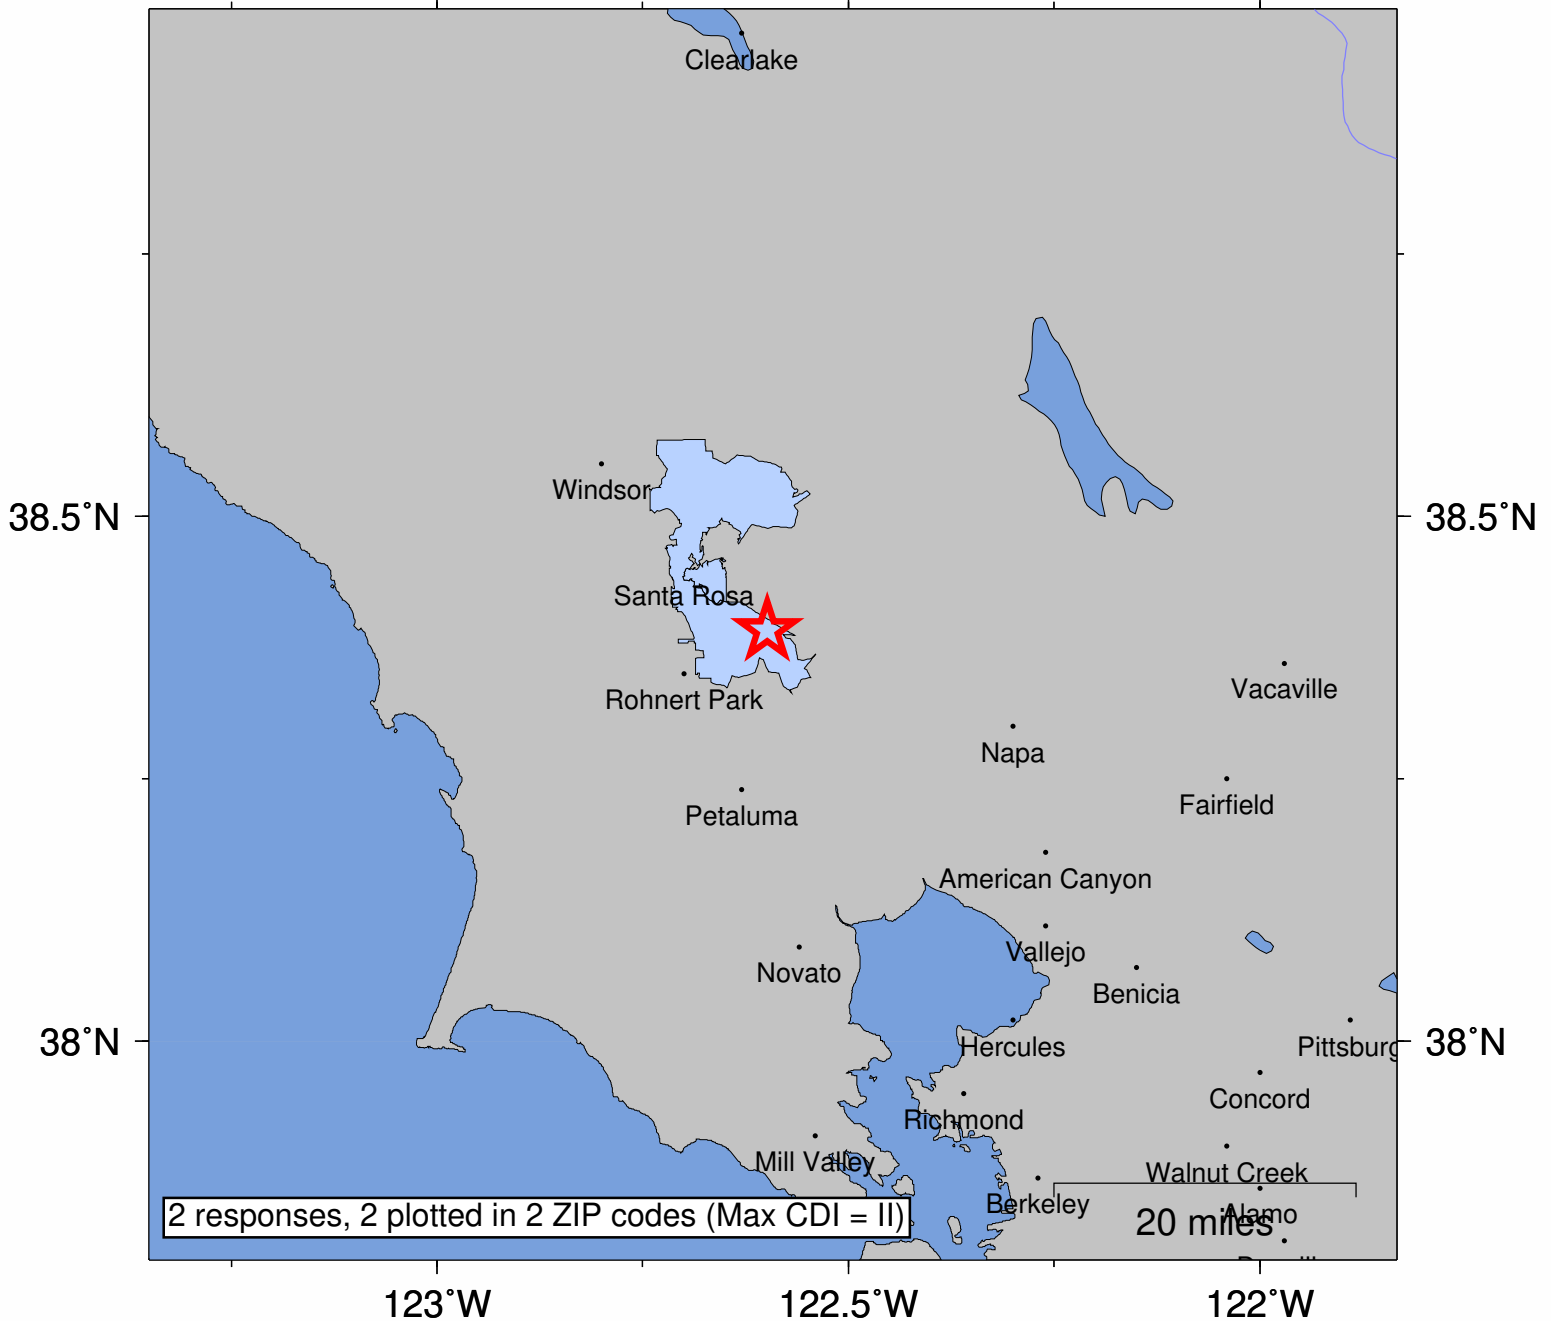 Clearlake
38.5°N
38.5°N
Windsor
Santa Rosa
Rohnert Park
Vacaville
Napa
Fairfield
Petaluma
American Canyon
Vallejo
Novato
Benicia
38°N
Hercules
Pittsburg
38°N
Concord
Richmond
Mill Valley
Walnut Creek
Berkeley
Alamo
20 miles
2 responses, 2 plotted in 2 ZIP codes (Max CDI = II)
123°W
122.5°W
122°W